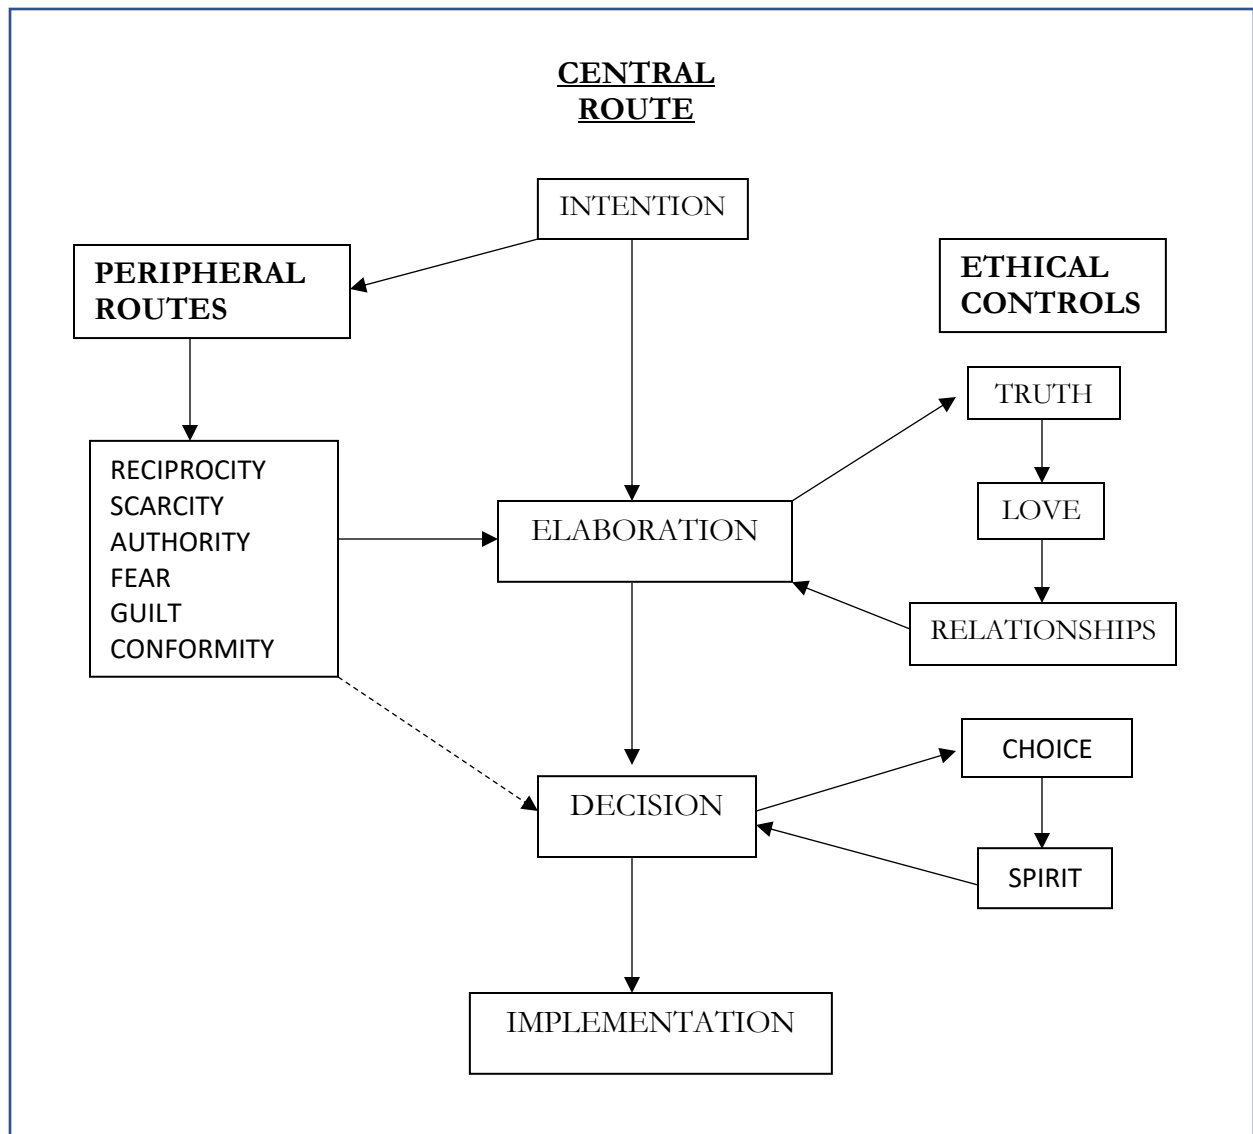 CENTRAL
ROUTE
INTENTION
PERIPHERAL
ROUTES
ETHICAL
CONTROLS
TRUTH
RECIPROCITY
SCARCITY
AUTHORITY
FEAR
GUILT
CONFORMITY
ELABORATION
LOVE
RELATIONSHIPS
DECISION
CHOICE
SPIRIT
IMPLEMENTATION